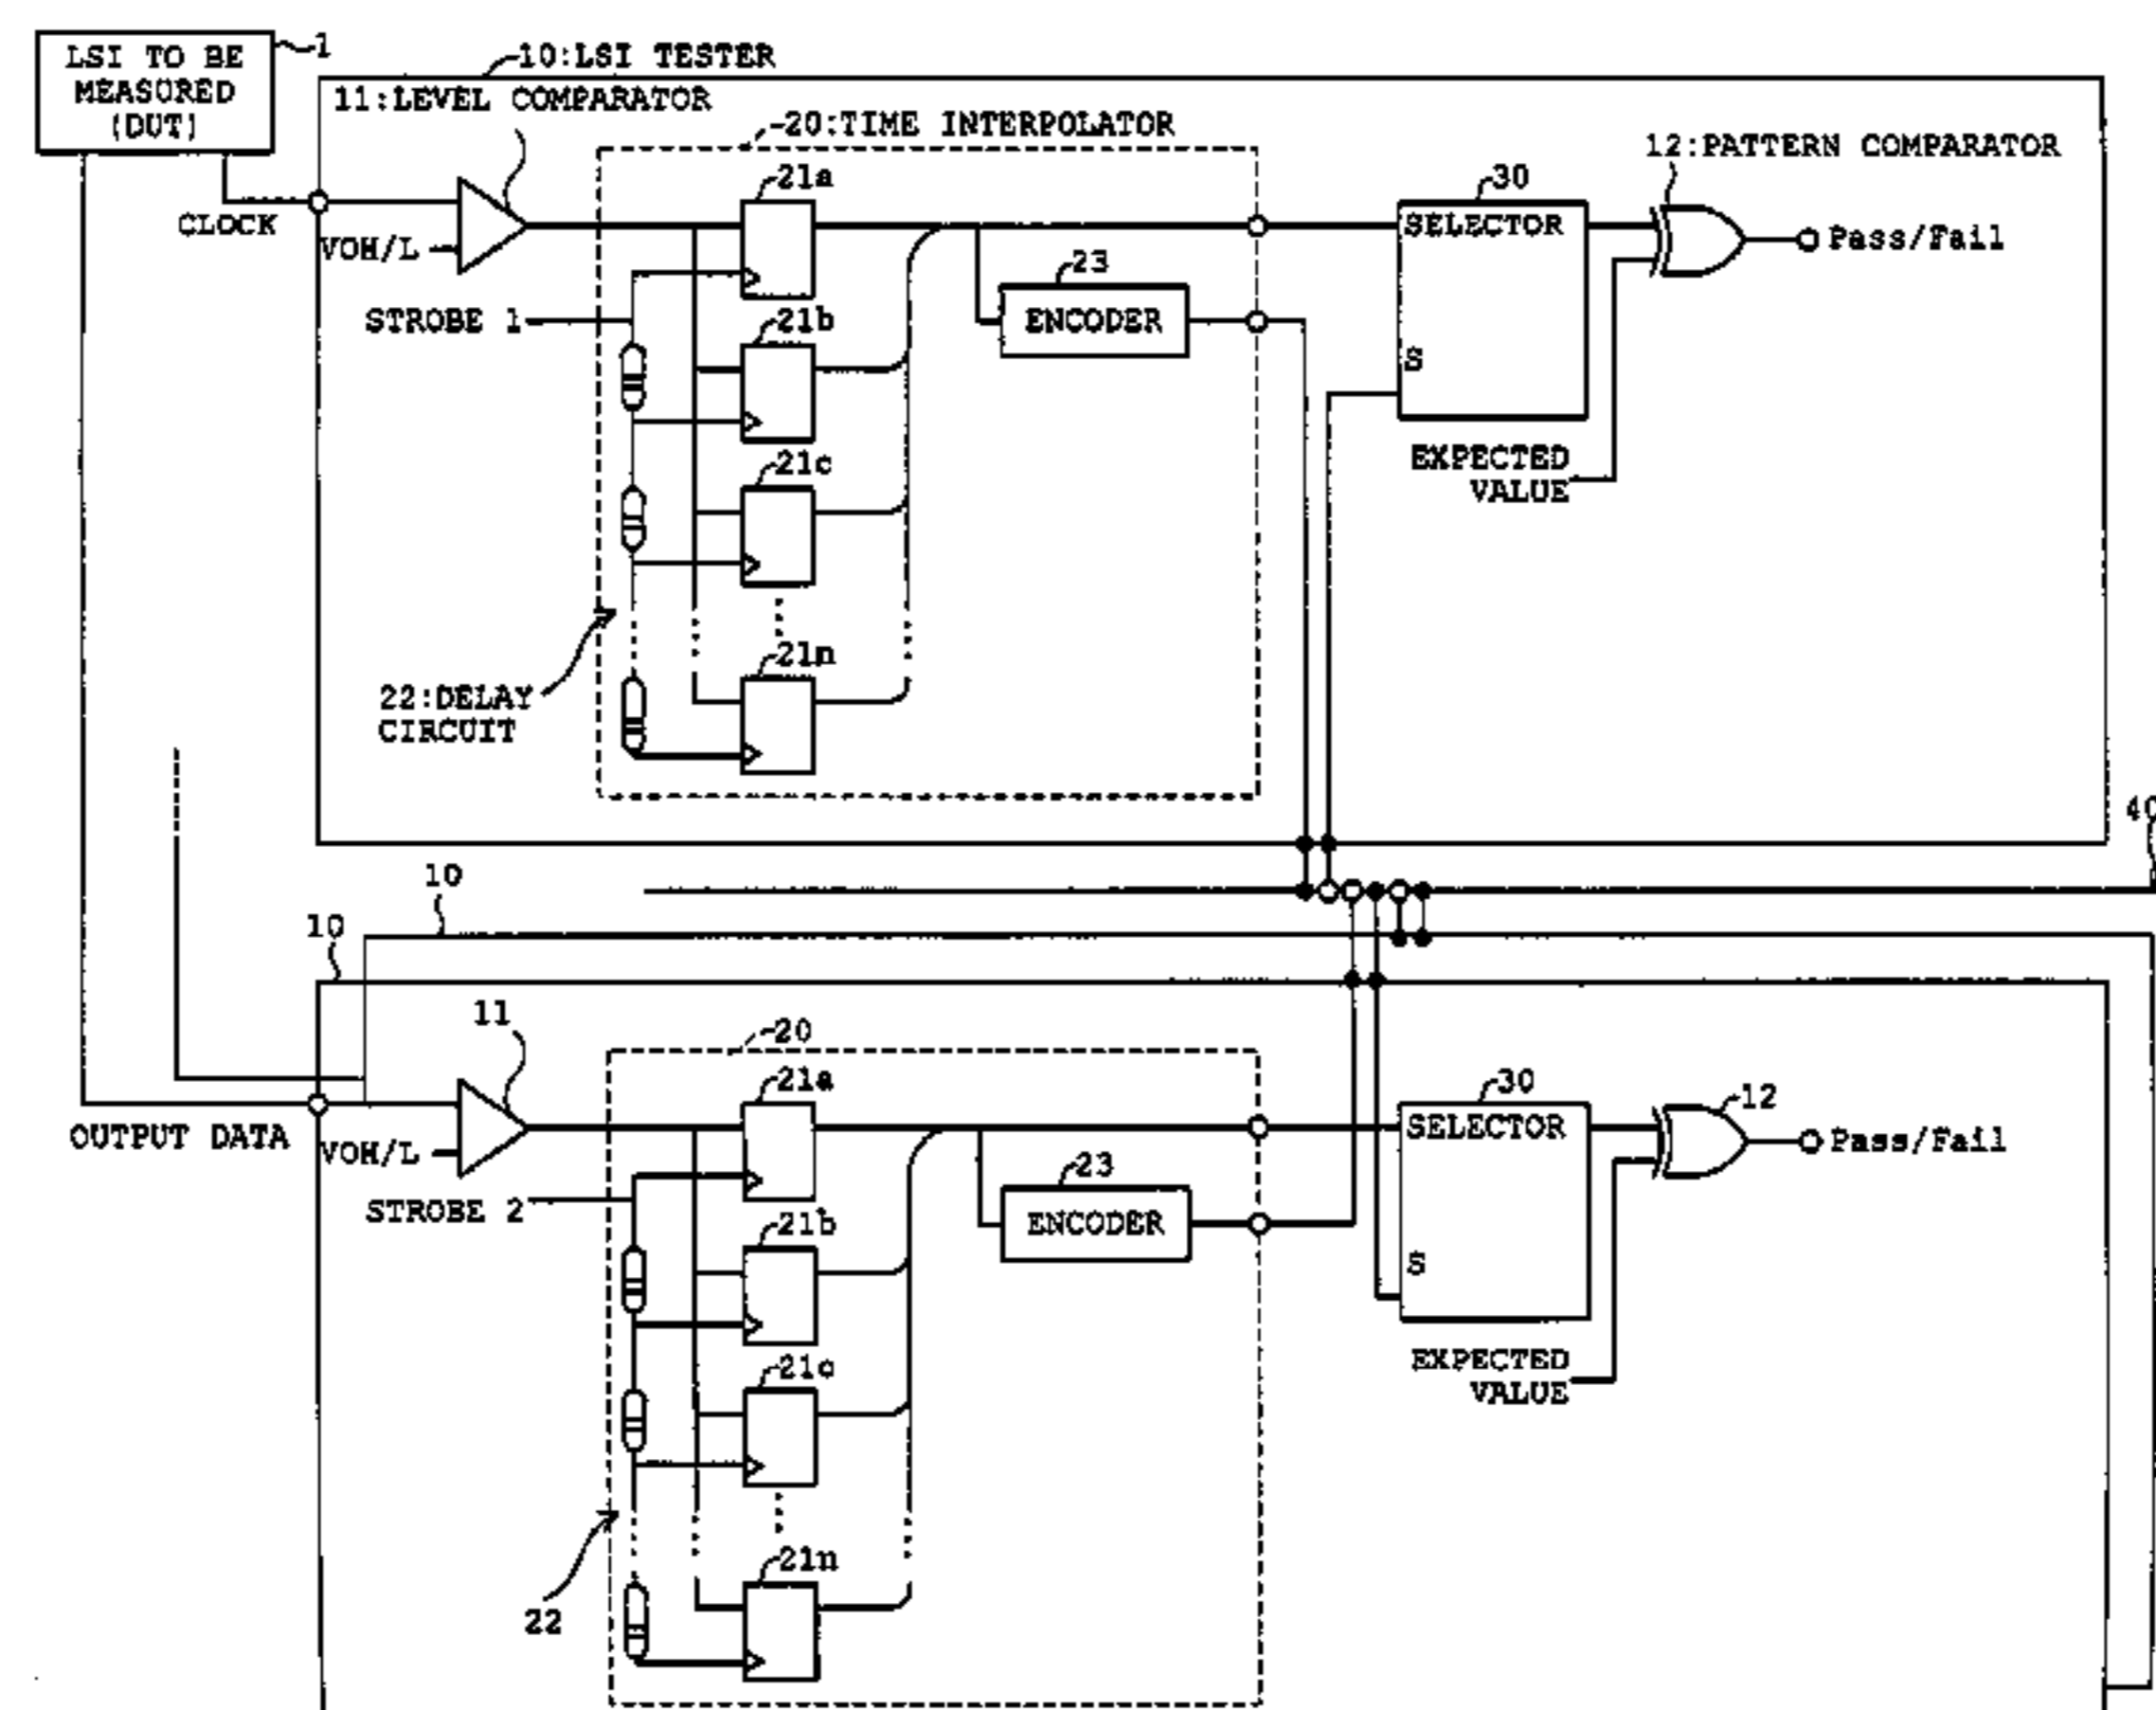 LSI TO BE
MEASURED
(DUT)
1
10:LSI TESTER
11:LEVEL COMPARATOR
20:TIME INTERPOLATOR
12:PATTERN COMPARATOR
21a
30
CLOCK
VOH/L
SELECTOR
Pass/Fail
23
STROBE 1
21b
ENCODER
S
21c
EXPECTED
VALUE
21n
22:DELAY
CIRCUIT
40
10
10
11
20
21a
30
12
OUTPUT DATA
VOH/L
SELECTOR
Pass/Fail
23
STROBE 2
21b
ENCODER
S
21c
EXPECTED
VALUE
21n
22